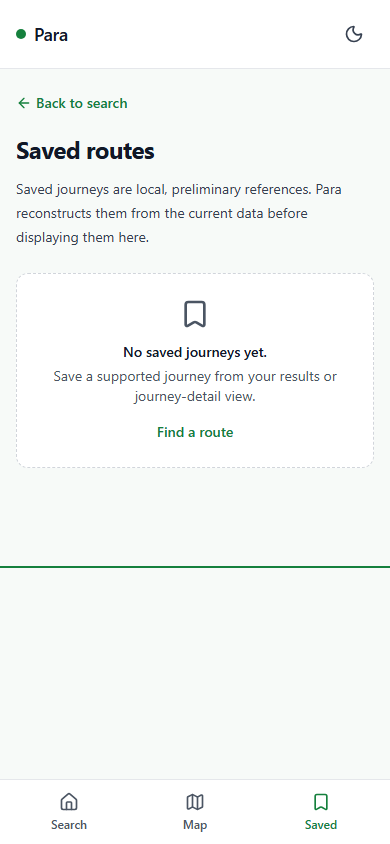 Para
Back to search
Saved routes
Saved journeys are local, preliminary references. Para
reconstructs them from the current data before
displaying them here.
No saved journeys yet.
Save a supported journey from your results or
journey-detail view.
Find a route
Search
Map
Saved